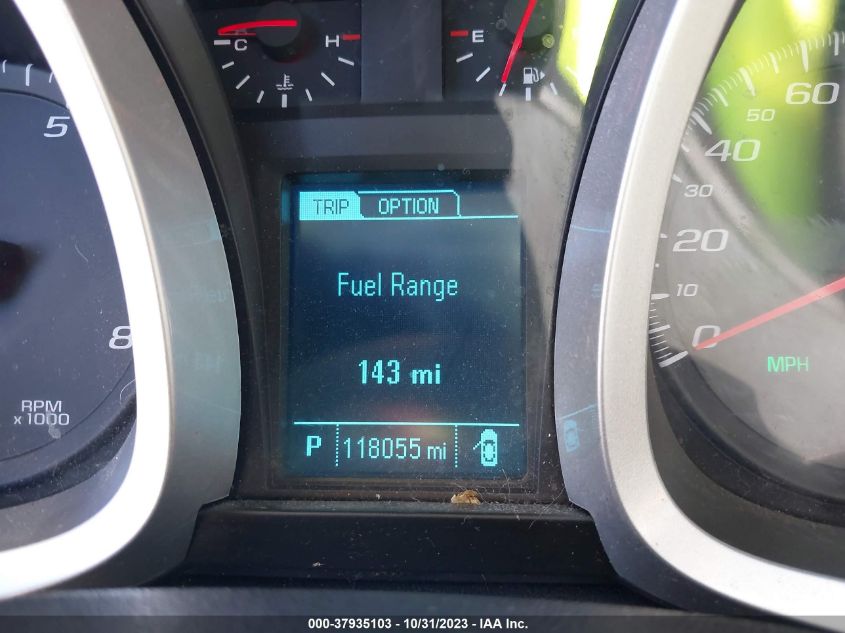 C H
E
5
8
RPM
x 1000
TRIP OPTION
Fuel Range
143 mi
P 118055 mi
60
50
40
30
20
10
0
MPH
000-37935103 - 10/31/2023 - IAA Inc.